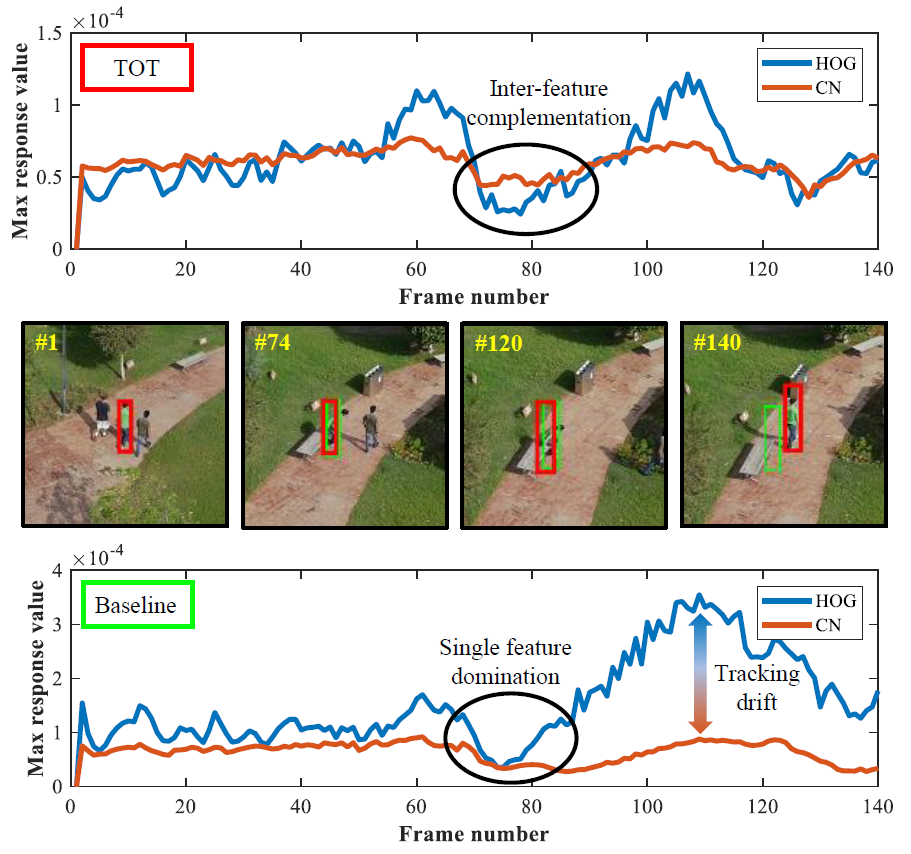 ×10⁻⁴
1.5
1
0.5
0
Max response value
TOT
HOG
CN
Inter-feature
complementation
0 20 40 60 80 100 120 140
Frame number
#1 #74 #120 #140
×10⁻⁴
4
3
2
1
0
Max response value
Baseline
HOG
CN
Single feature
domination
Tracking
drift
0 20 40 60 80 100 120 140
Frame number